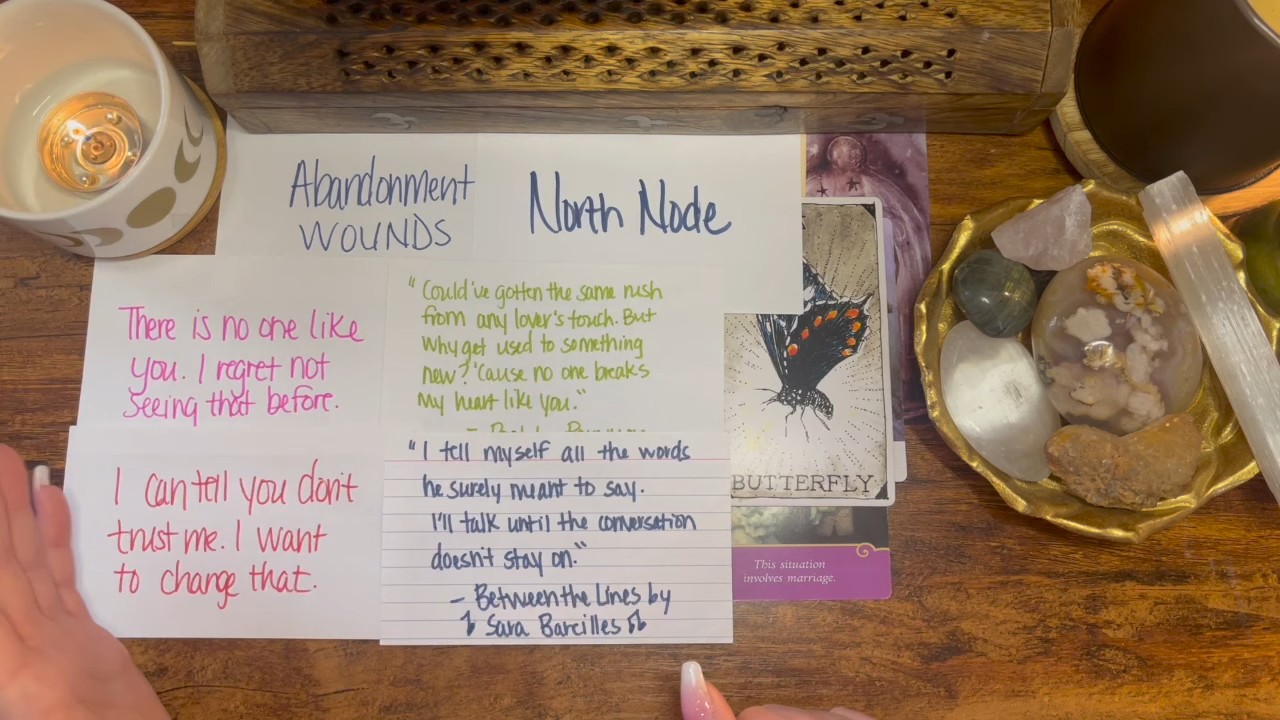 Abandonment
WOUNDS
North Node
There is no one like
you. I regret not
seeing that before.
"Could've gotten the same rush
from any lover's touch. But
why get used to something
new? 'Cause no one breaks
my heart like you."
I can tell you don't
trust me. I want
to change that.
"I tell myself all the words
he surely meant to say.
I'll talk until the conversation
doesn't stay on."
- Between the Lines by
Sara Barcilles
BUTTERFLY
This situation
involves marriage.